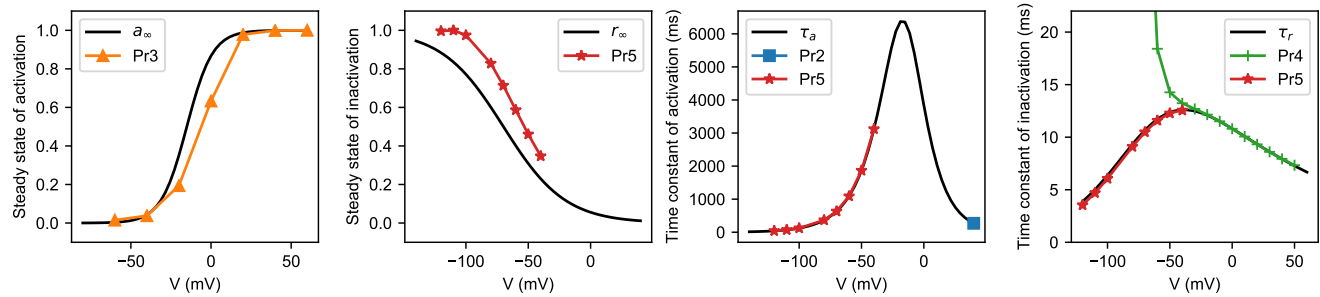 Steady state of activation
1.0
0.8
0.6
0.4
0.2
0.0
a∞
Pr3
−50
0
50
V (mV)
Steady state of inactivation
1.0
0.8
0.6
0.4
0.2
0.0
r∞
Pr5
−100
−50
0
V (mV)
Time constant of activation (ms)
6000
5000
4000
3000
2000
1000
0
τa
Pr2
Pr5
−100
−50
0
V (mV)
Time constant of inactivation (ms)
20
15
10
5
0
τr
Pr4
Pr5
−100
−50
0
50
V (mV)